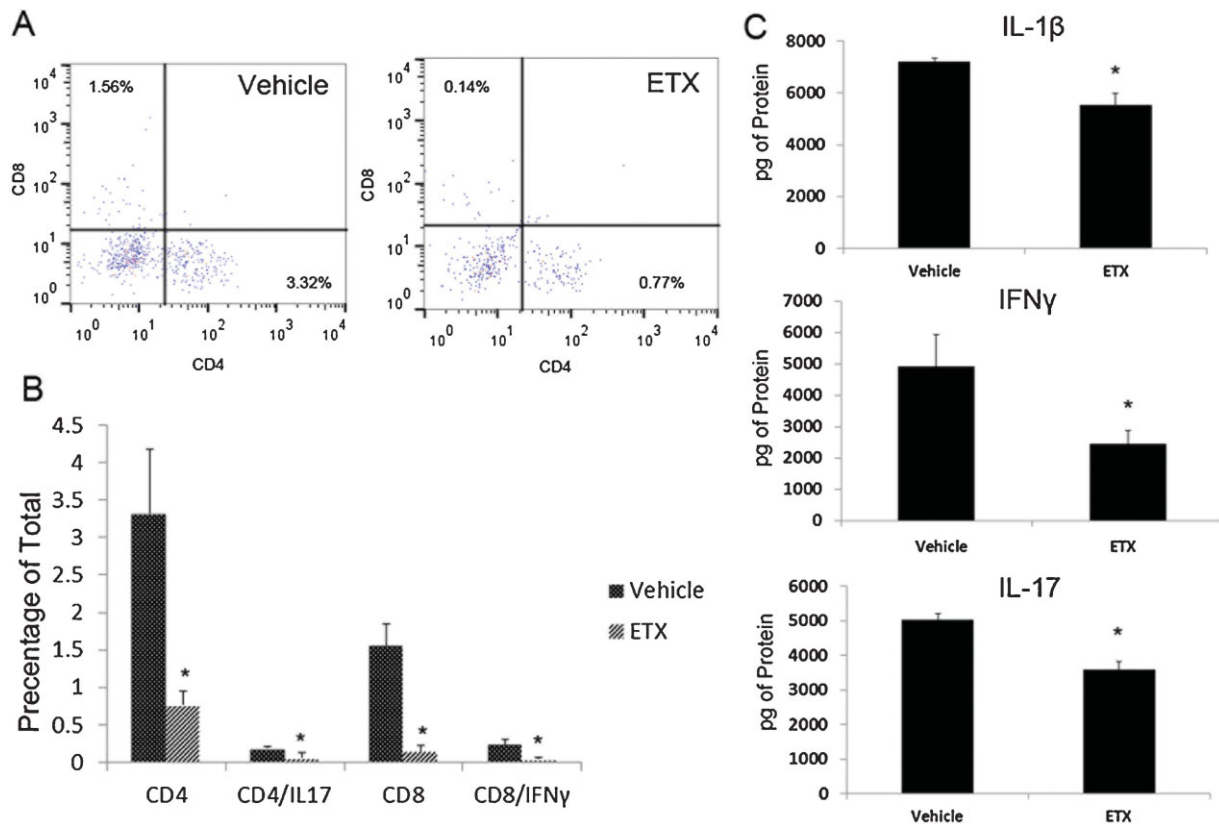 A
Vehicle
1.56%
3.32%
10^4
10^3
10^2
10^1
10^0
CD8
10^0 10^1 10^2 10^3 10^4
CD4
ETX
0.14%
0.77%
10^4
10^3
10^2
10^1
10^0
CD8
10^0 10^1 10^2 10^3 10^4
CD4
B
Precentage of Total
4.5
4
3.5
3
2.5
2
1.5
1
0.5
0
* * * *
CD4 CD4/IL17 CD8 CD8/IFNγ
Vehicle
ETX
C
IL-1β
pg of Protein
8000
6000
4000
2000
0
*
Vehicle ETX
IFNγ
pg of Protein
7000
6000
5000
4000
3000
2000
1000
0
*
Vehicle ETX
IL-17
pg of Protein
6000
5000
4000
3000
2000
1000
0
*
Vehicle ETX